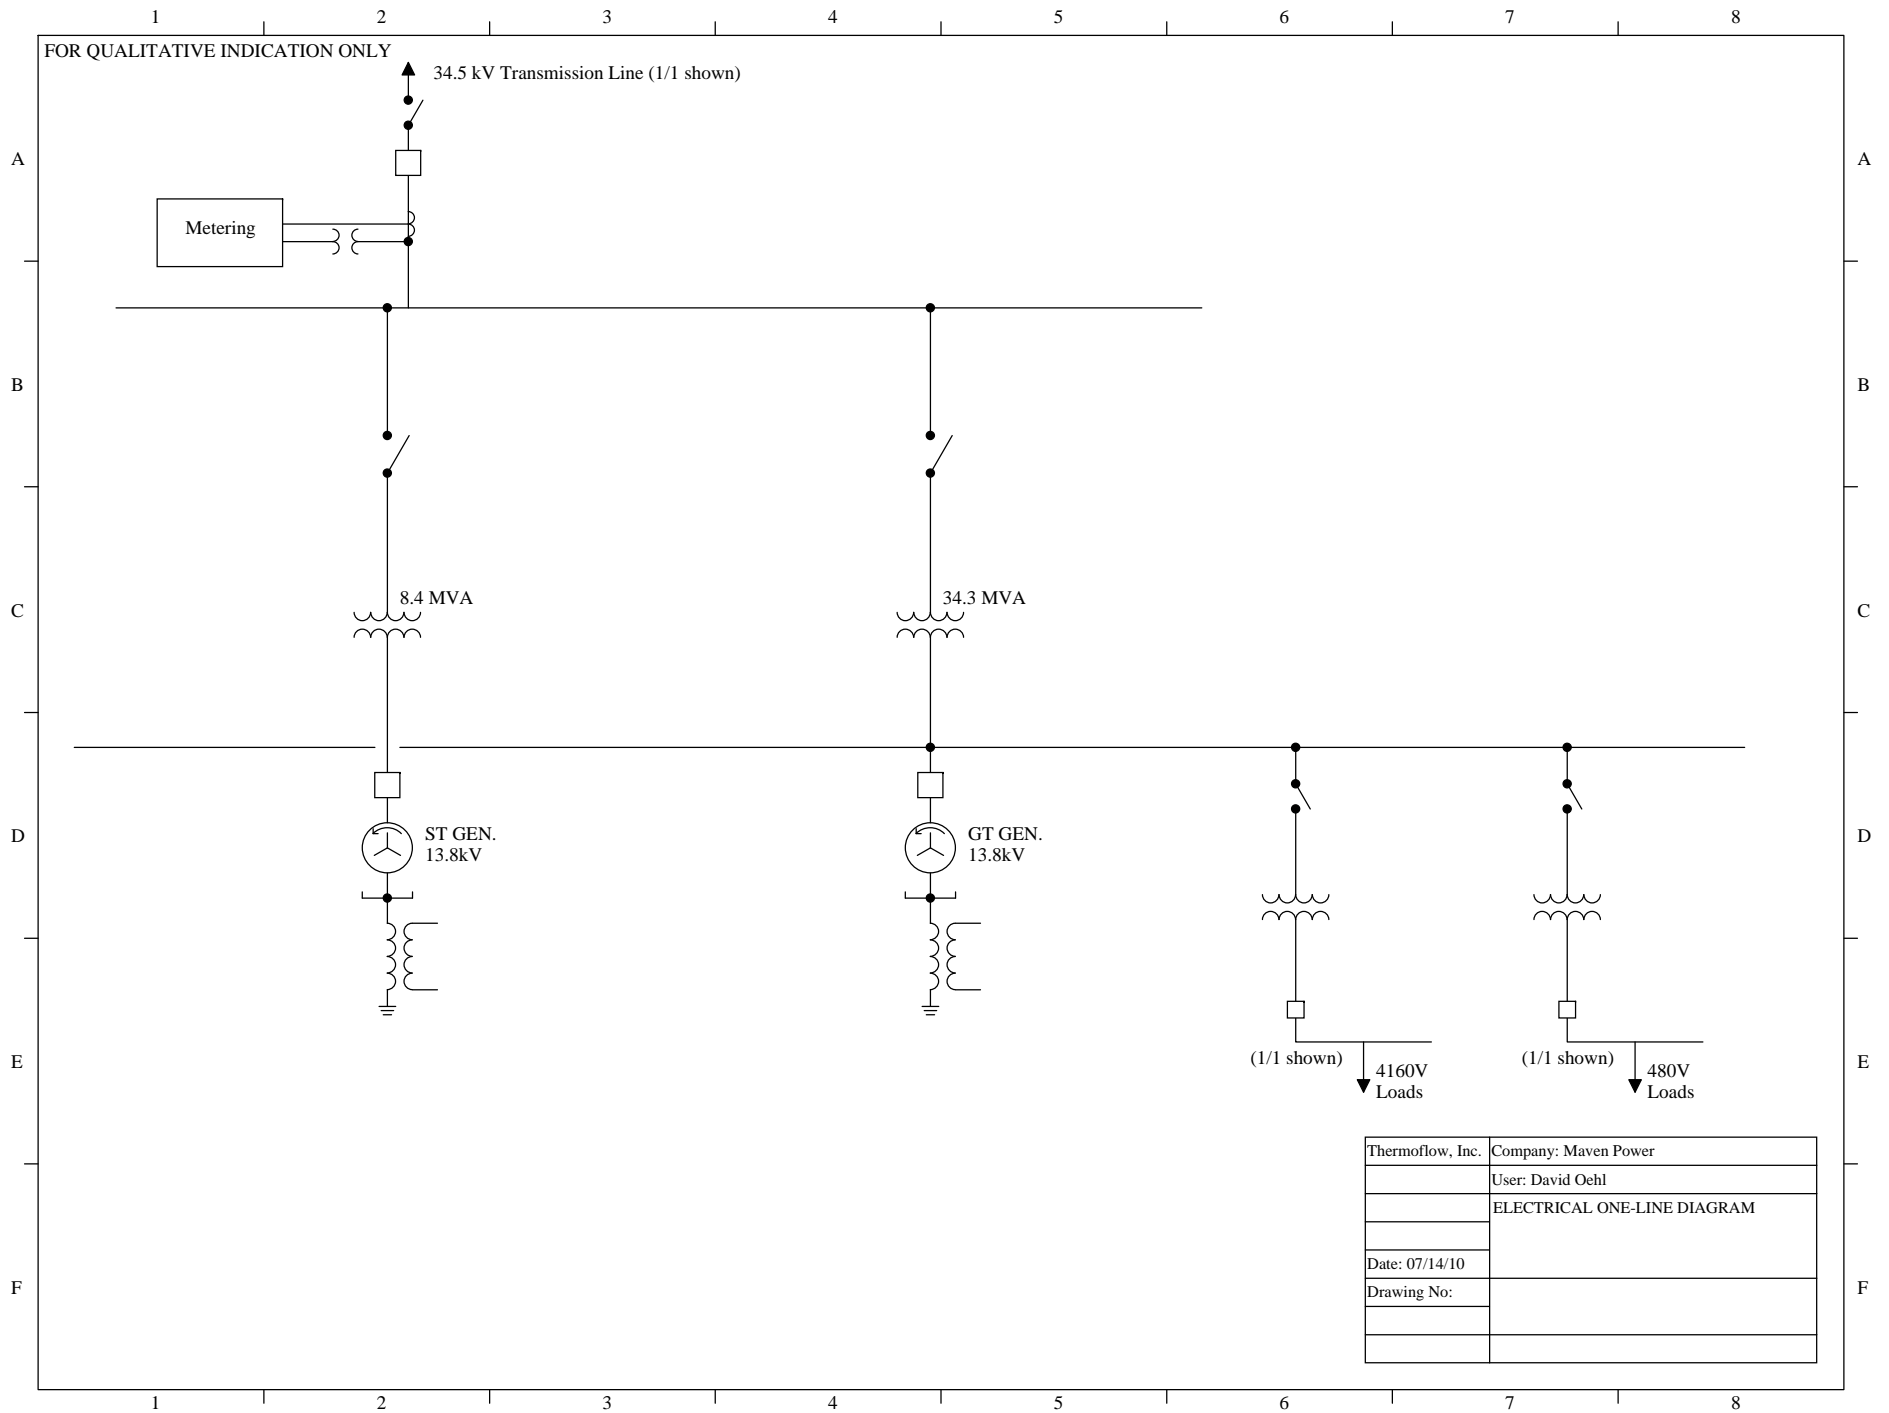 1 2 3 4 5 6 7 8
FOR QUALITATIVE INDICATION ONLY
34.5 kV Transmission Line (1/1 shown)
A A
Metering
B B
8.4 MVA 34.3 MVA
C C
ST GEN.
13.8kV
GT GEN.
13.8kV
D D
(1/1 shown)
4160V
Loads
(1/1 shown)
480V
Loads
E E
Thermoflow, Inc. Company: Maven Power
User: David Oehl
ELECTRICAL ONE-LINE DIAGRAM
Date: 07/14/10
Drawing No:
F F
1 2 3 4 5 6 7 8